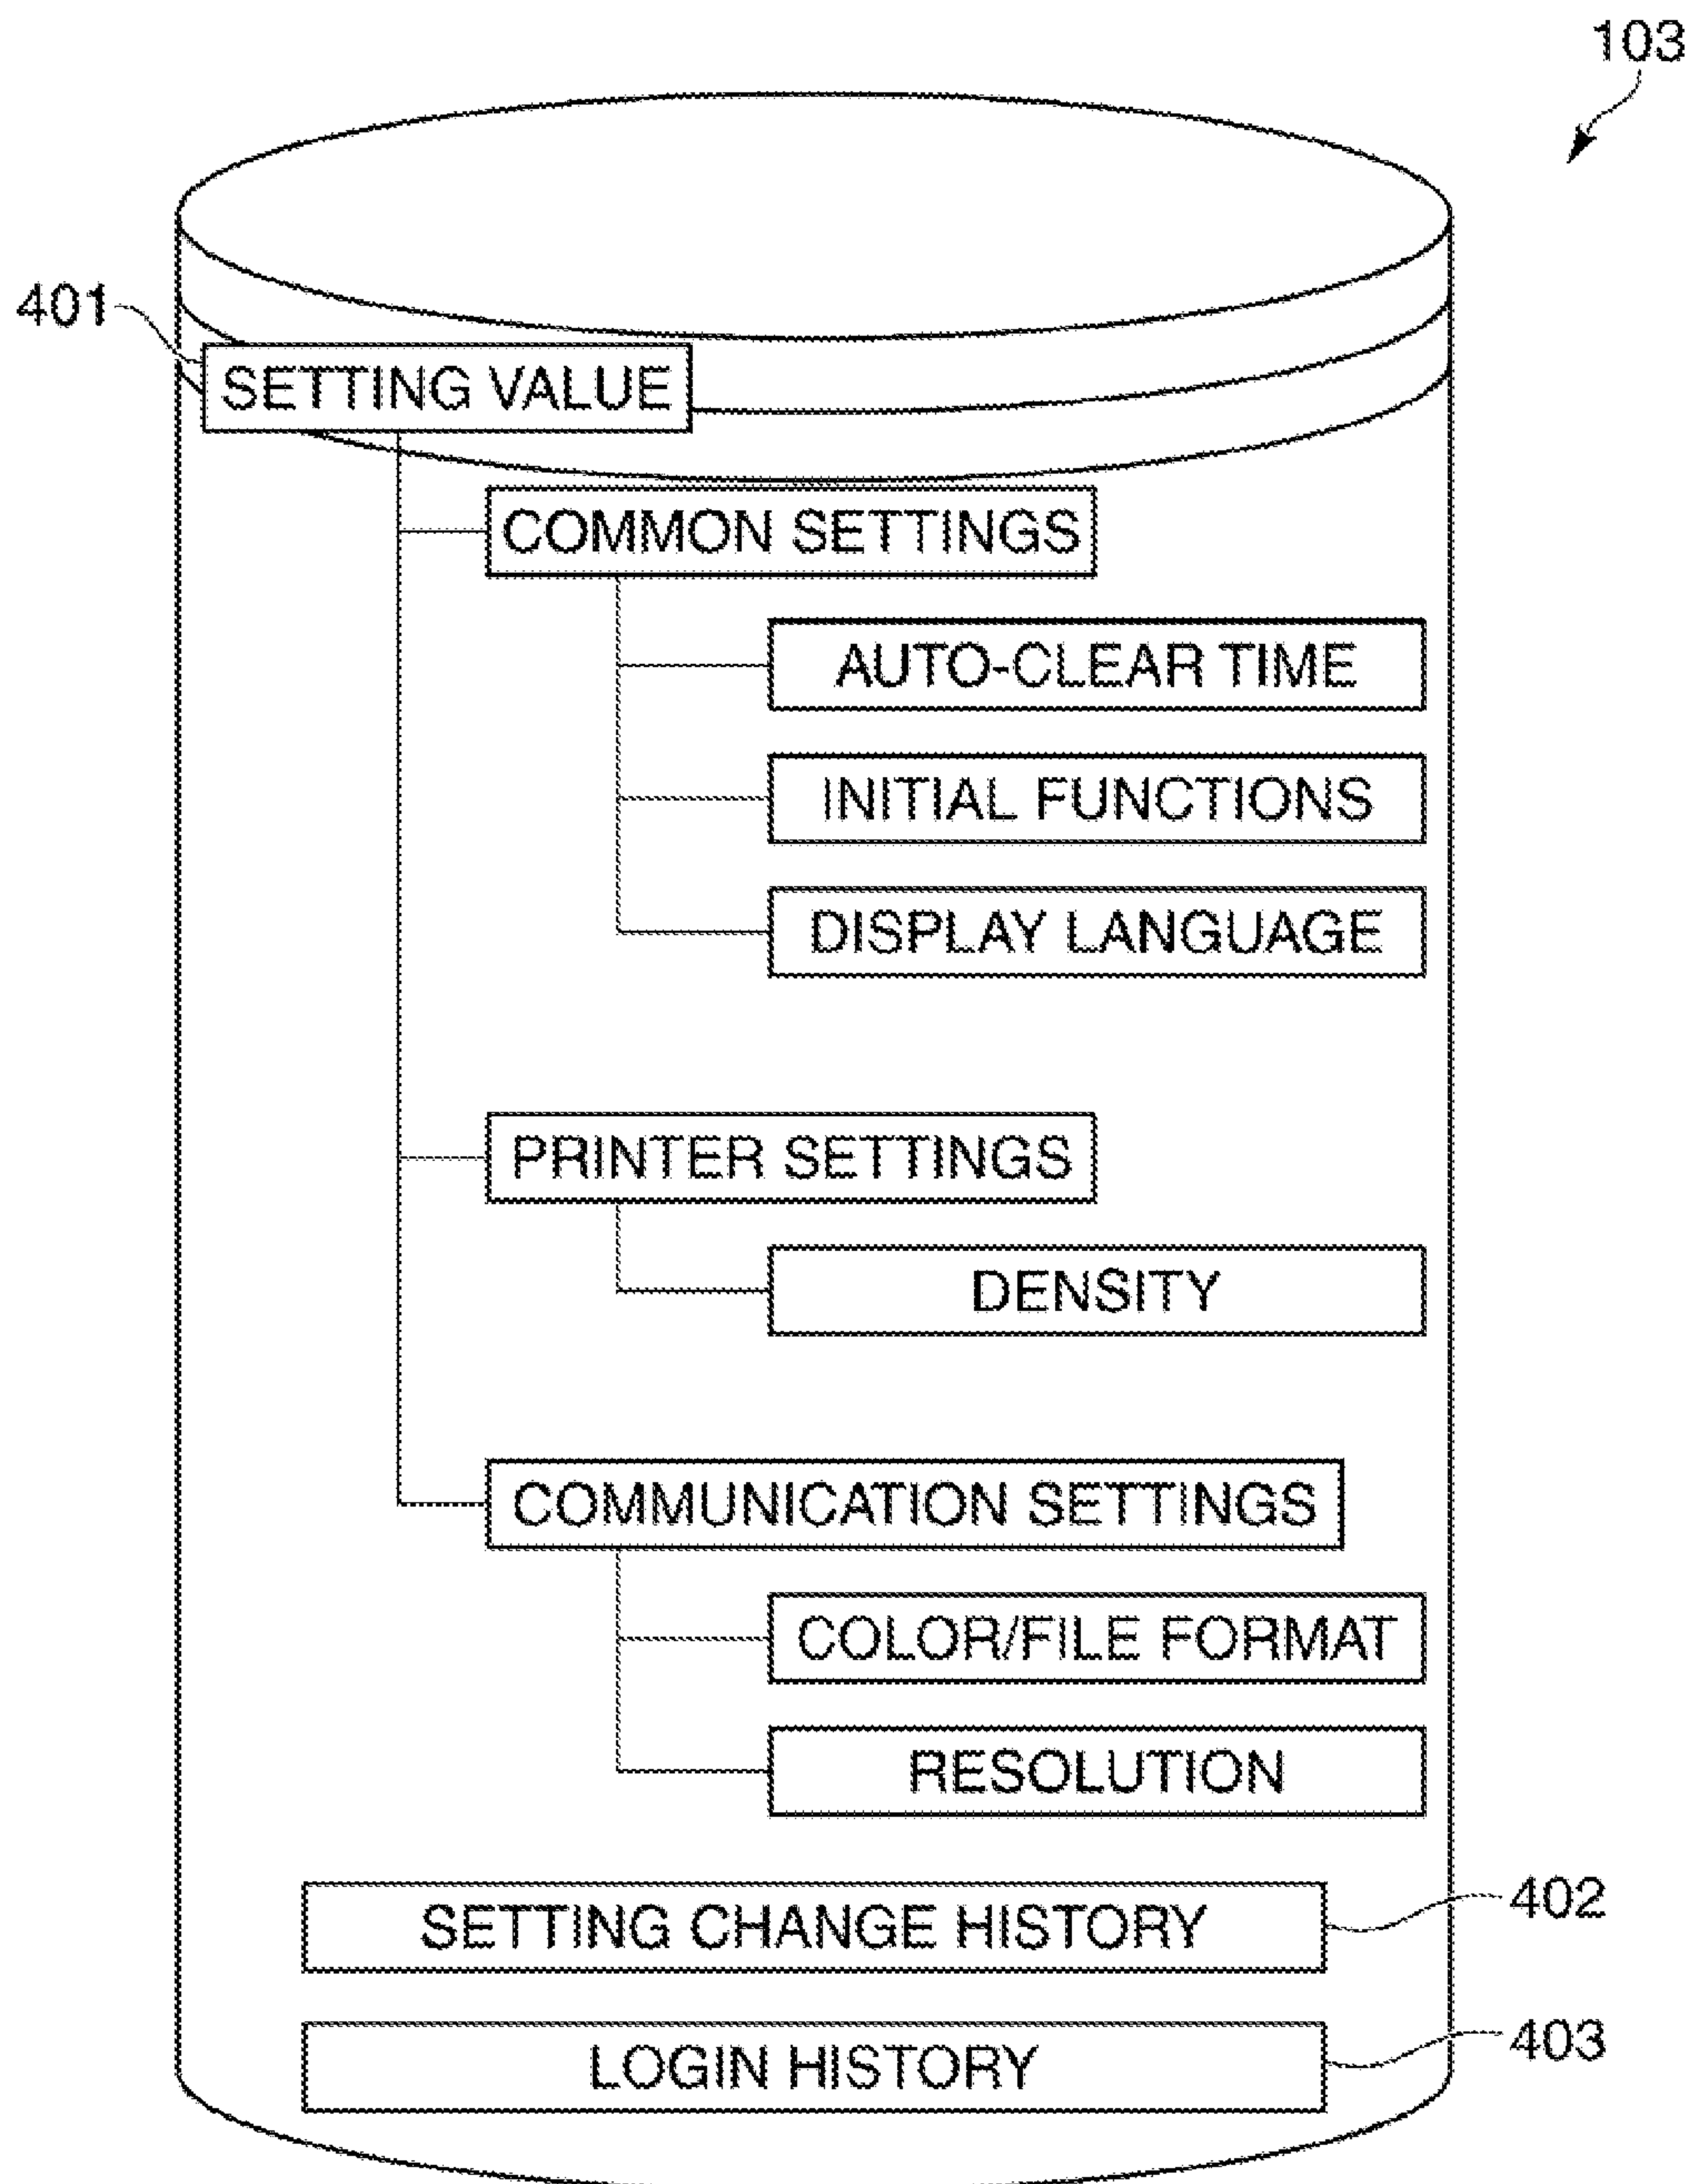 103
401
SETTING VALUE
COMMON SETTINGS
AUTO-CLEAR TIME
INITIAL FUNCTIONS
DISPLAY LANGUAGE
PRINTER SETTINGS
DENSITY
COMMUNICATION SETTINGS
COLOR/FILE FORMAT
RESOLUTION
SETTING CHANGE HISTORY
402
LOGIN HISTORY
403